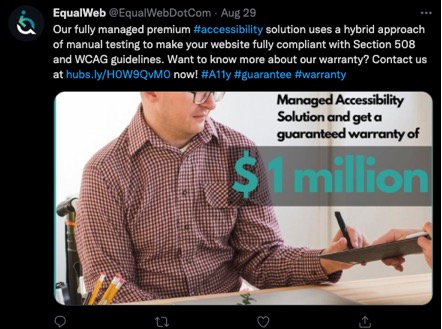 EqualWeb @EqualWebDotCom · Aug 29
Our fully managed premium #accessibility solution uses a hybrid approach
of manual testing to make your website fully compliant with Section 508
and WCAG guidelines. Want to know more about our warranty? Contact us
at hubs.ly/H0W9QvM0 now! #A11y #guarantee #warranty
Managed Accessibility
Solution and get a
guaranteed warranty of
$1 million